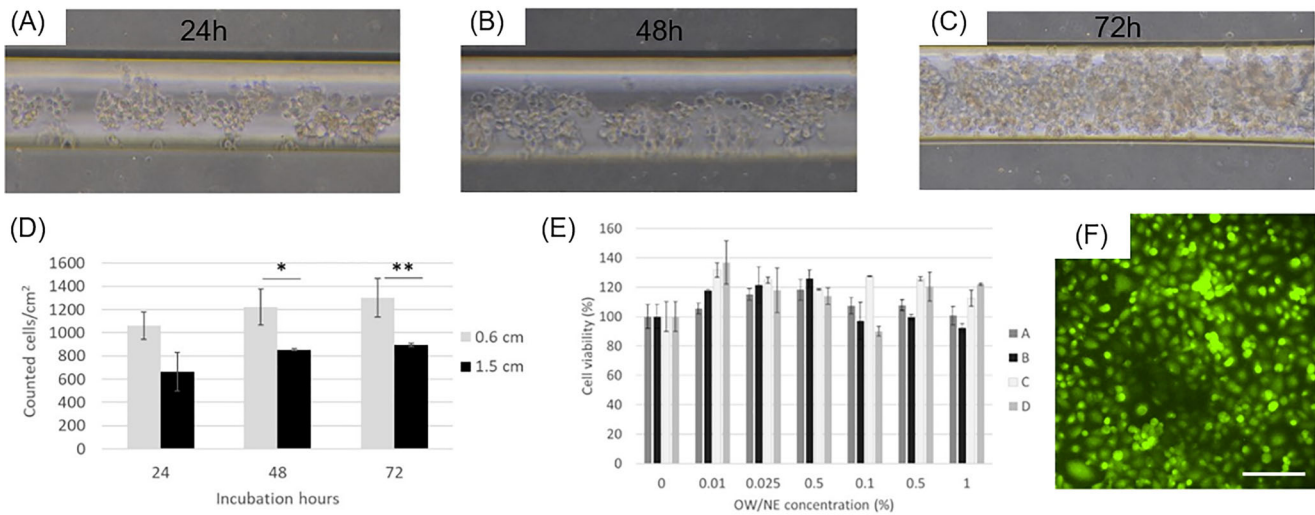 (A)
24h
(B)
48h
(C)
72h
(D)
Counted cells/cm²
1600
1400
1200
1000
800
600
400
200
0
*
**
24
48
72
Incubation hours
0.6 cm
1.5 cm
(E)
Cell viability (%)
160
140
120
100
80
60
40
20
0
0
0.01
0.025
0.5
0.1
0.5
1
OW/NE concentration (%)
A
B
C
D
(F)